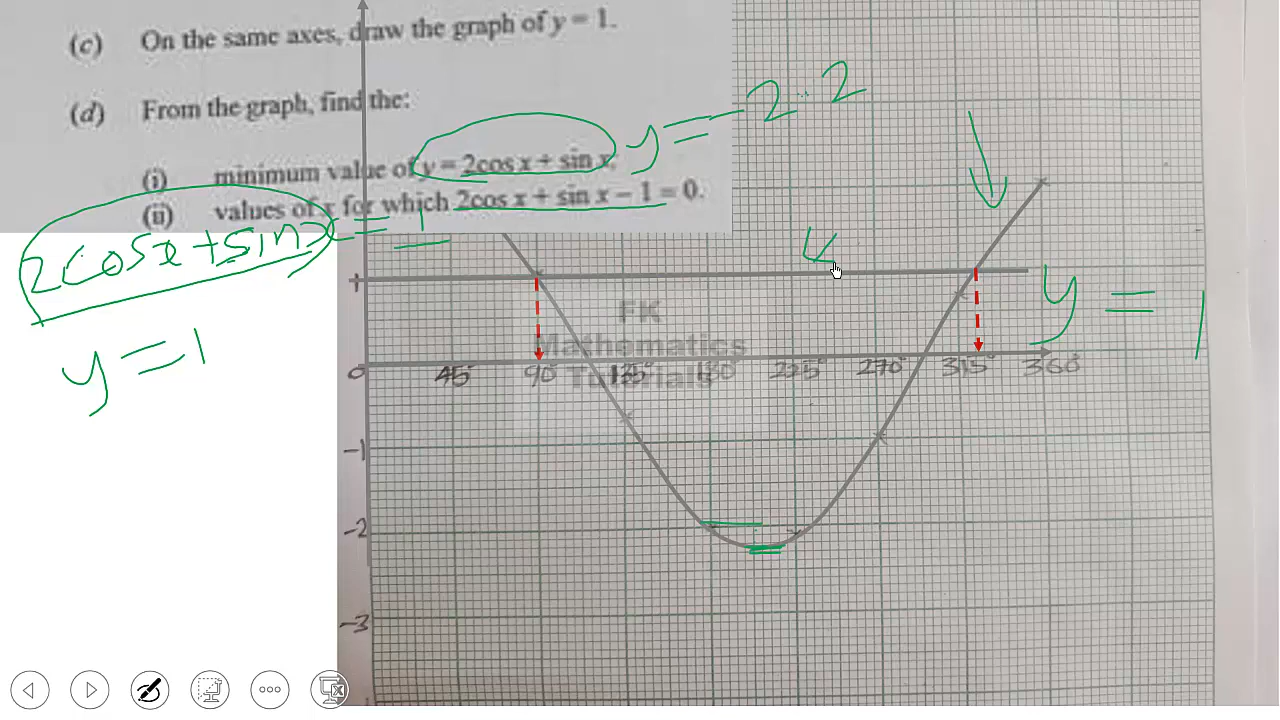 (c) On the same axes, draw the graph of y = 1.
(d) From the graph, find the:
(i) minimum value of y = 2cos x + sin x,
y = -2.2
(ii) values of x for which 2cos x + sin x − 1 = 0.
2cosx + sinx = 1
y = 1
y = 1
FK
Mathematics
Tutorials
1
0 45° 90° 135° 180° 225° 270° 315° 360°
-1
-2
-3